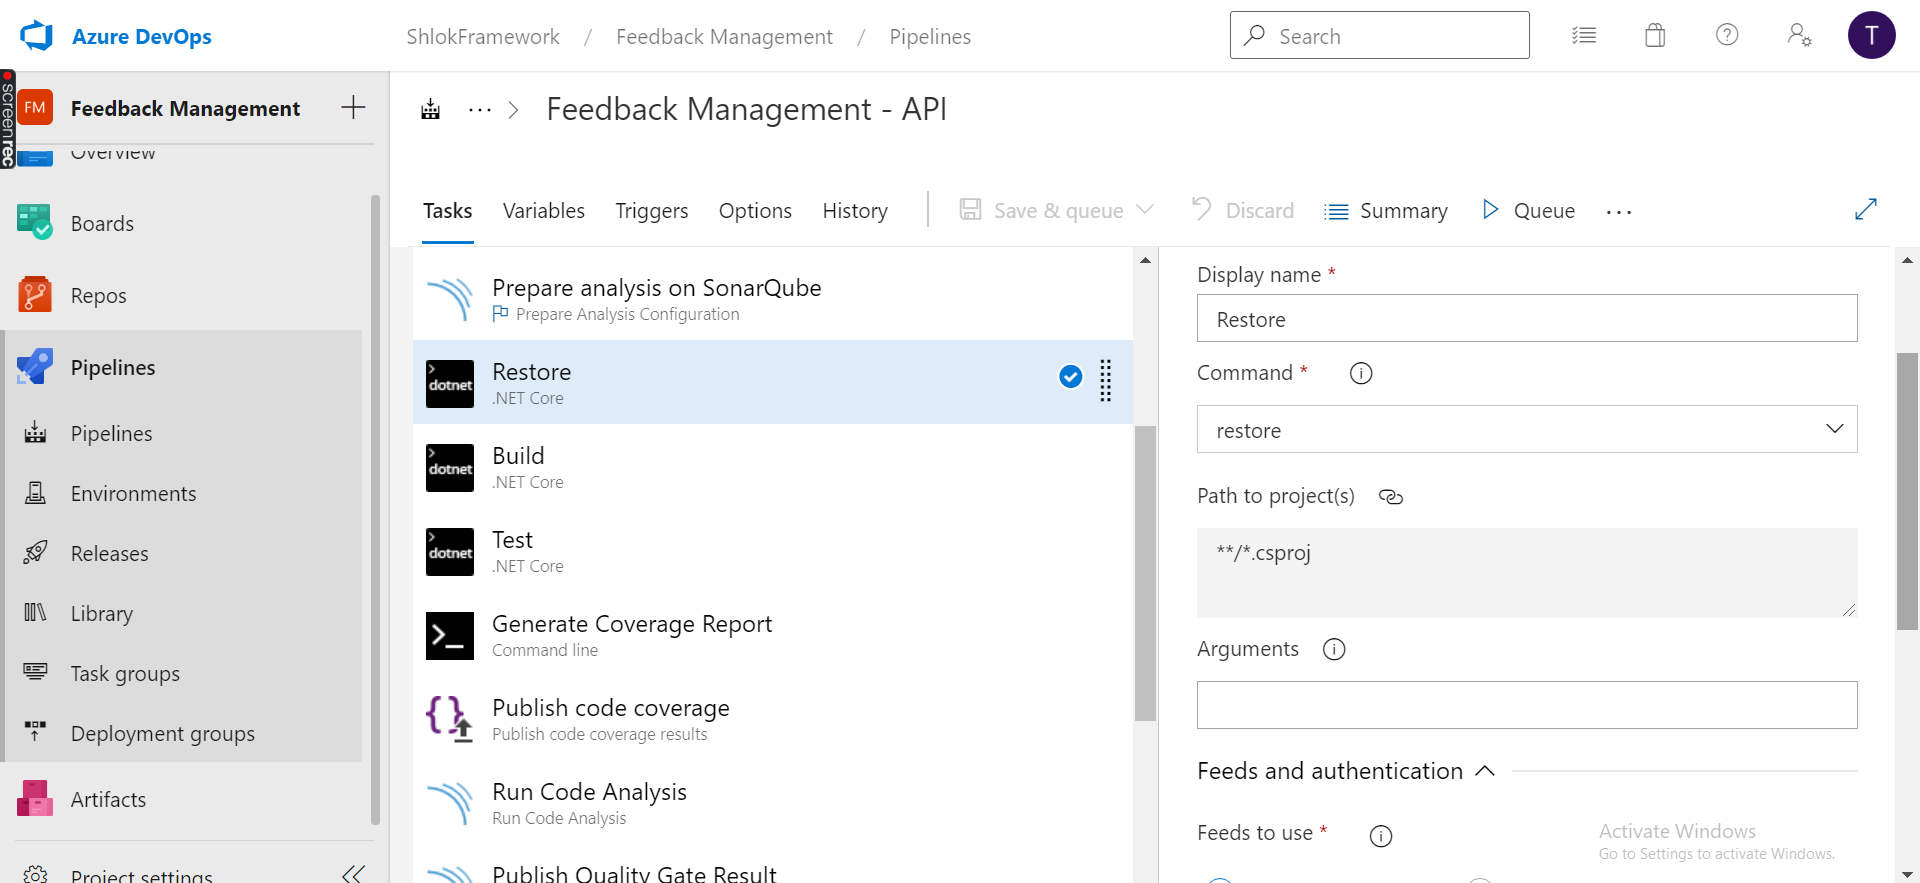 Azure DevOps
ShlokFramework / Feedback Management / Pipelines
Search
T
screenrec
FM Feedback Management
Overview
Boards
Repos
Pipelines
Pipelines
Environments
Releases
Library
Task groups
Deployment groups
Artifacts
Project settings
··· > Feedback Management - API
Tasks Variables Triggers Options History Save & queue Discard Summary Queue ···
Prepare analysis on SonarQube
Prepare Analysis Configuration
dotnet Restore
.NET Core
dotnet Build
.NET Core
dotnet Test
.NET Core
Generate Coverage Report
Command line
Publish code coverage
Publish code coverage results
Run Code Analysis
Run Code Analysis
Publish Quality Gate Result
Display name *
Restore
Command *
restore
Path to project(s)
**/*.csproj
Arguments
Feeds and authentication
Feeds to use *
Activate Windows
Go to Settings to activate Windows.